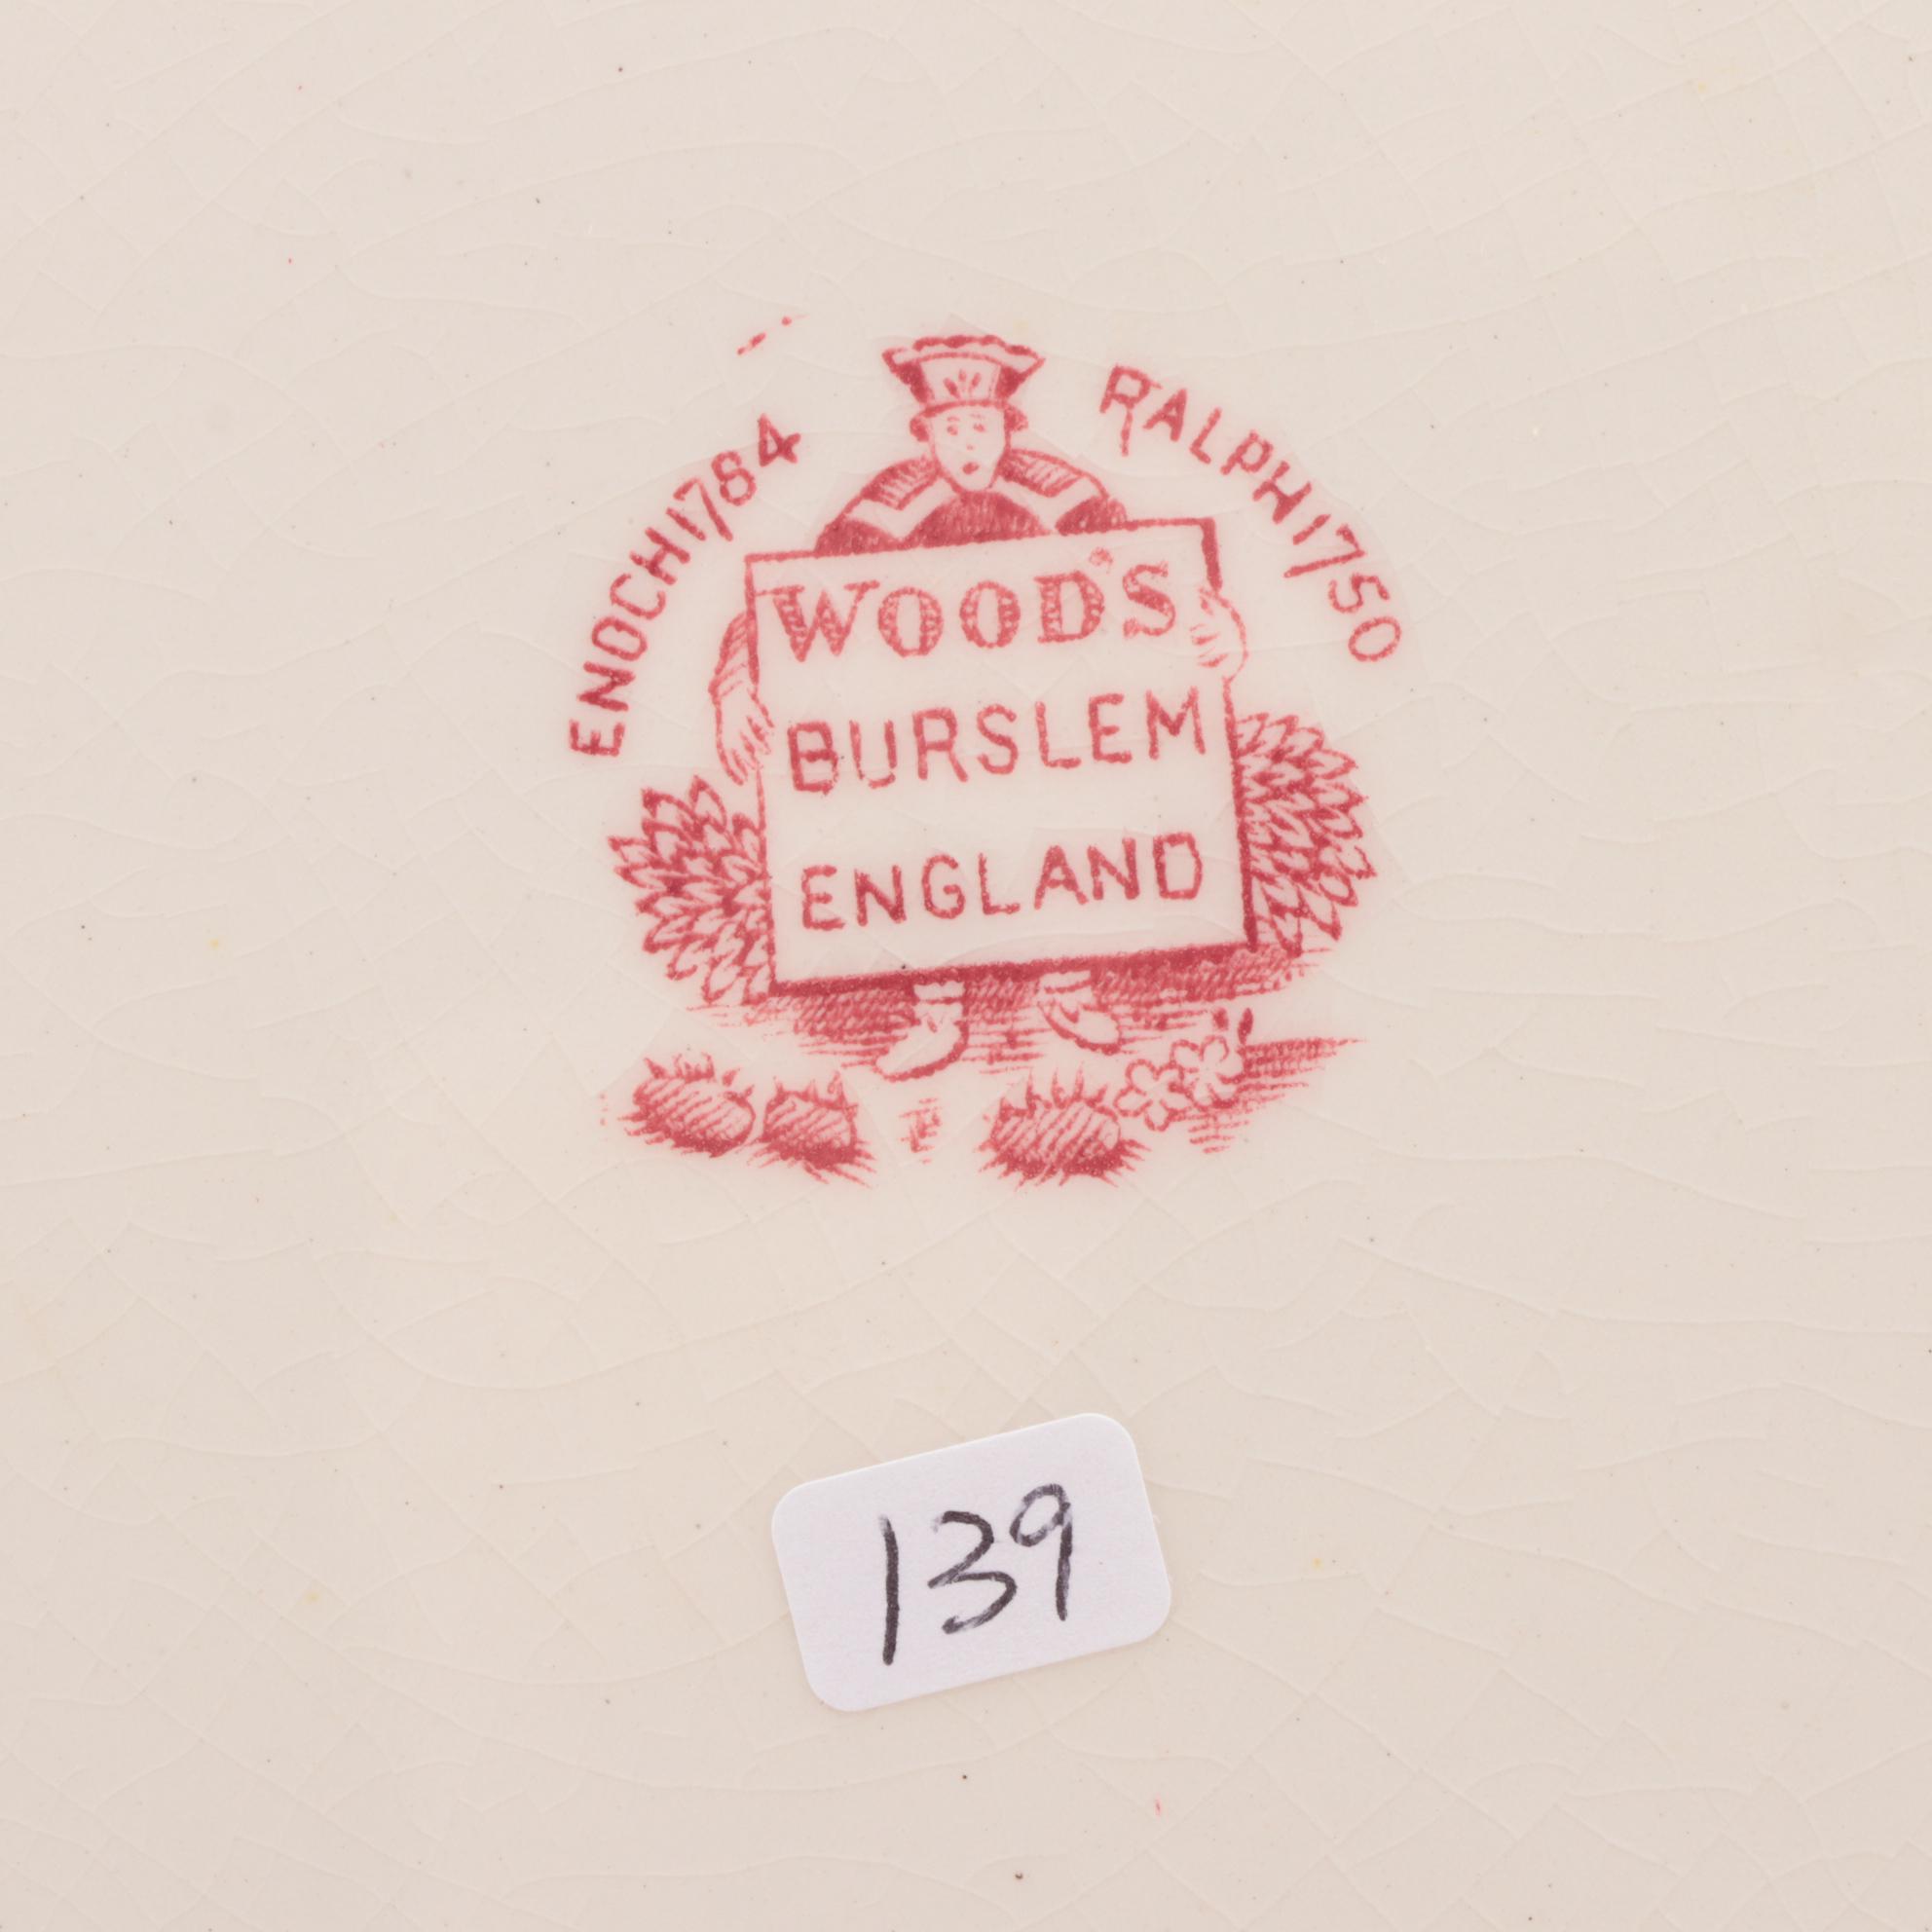 ENOCH 1784
RALPH 1750
WOOD'S
BURSLEM
ENGLAND
139